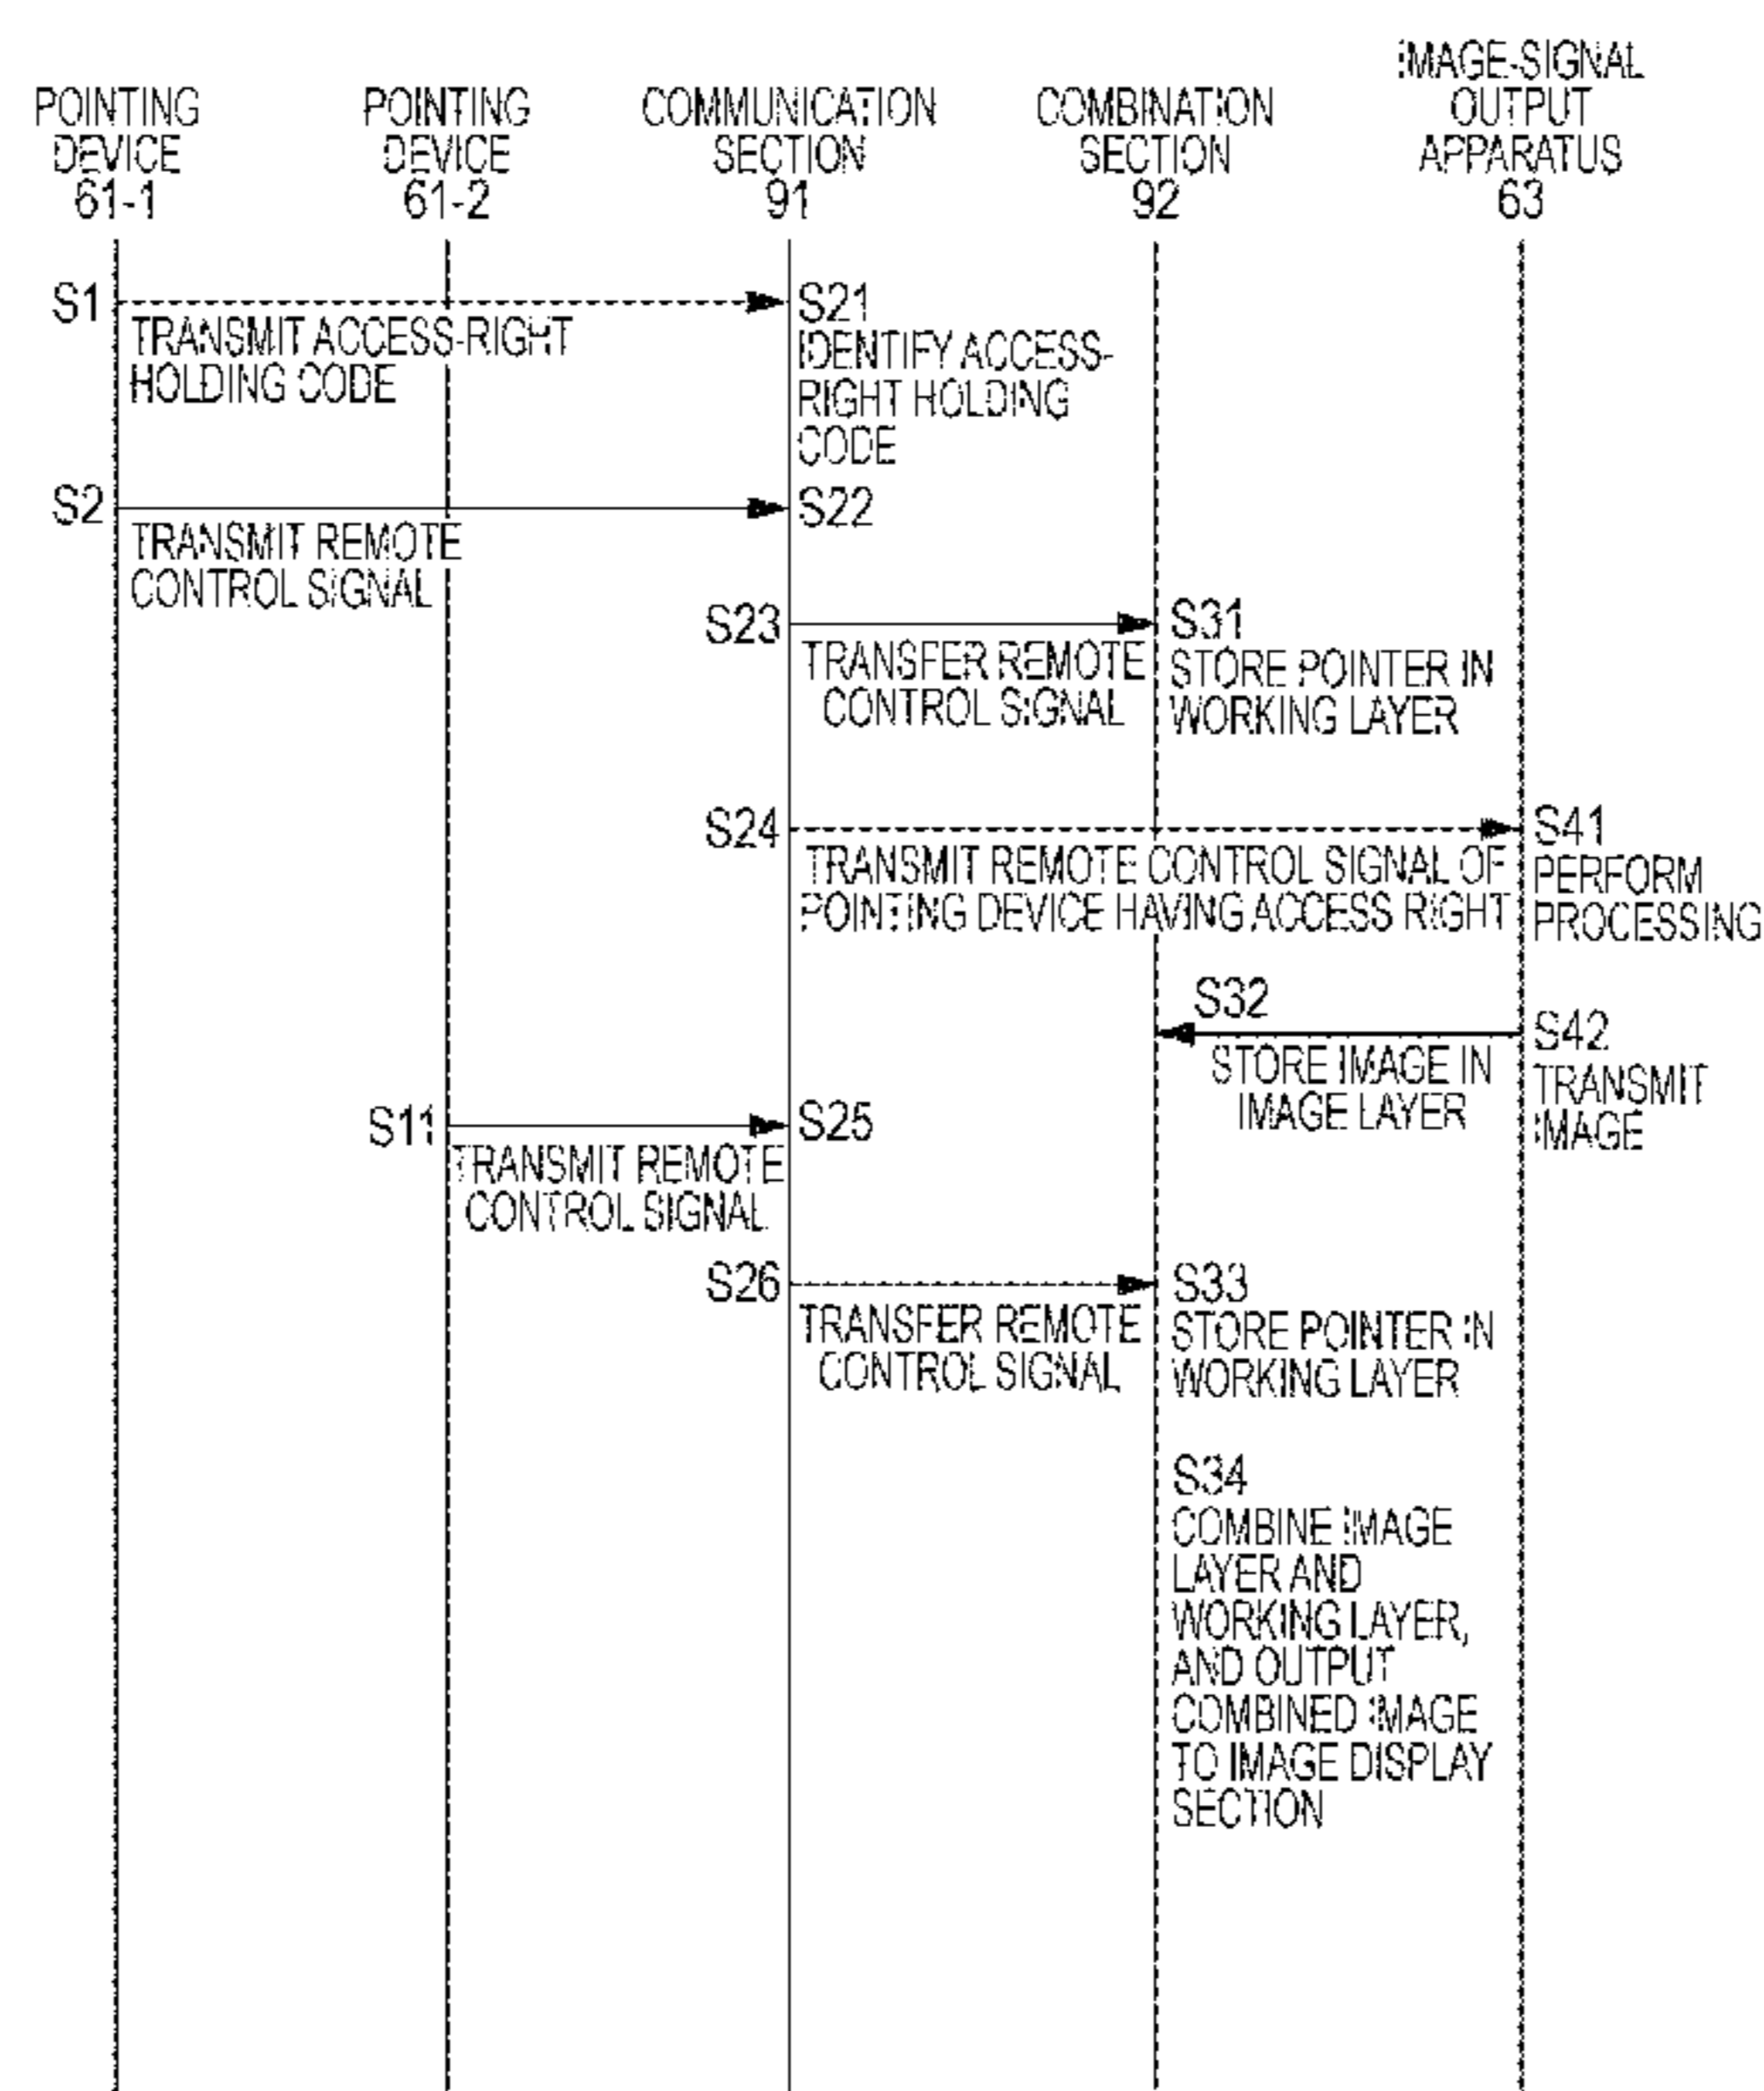 POINTING
DEVICE
61-1
POINTING
DEVICE
61-2
COMMUNICATION
SECTION
91
COMBINATION
SECTION
92
IMAGE-SIGNAL
OUTPUT
APPARATUS
63
S1
TRANSMIT ACCESS-RIGHT
HOLDING CODE
S21
IDENTIFY ACCESS-
RIGHT HOLDING
CODE
S2
TRANSMIT REMOTE
CONTROL SIGNAL
S22
S23
TRANSFER REMOTE
CONTROL SIGNAL
S31
STORE POINTER IN
WORKING LAYER
S24
TRANSMIT REMOTE CONTROL SIGNAL OF
POINTING DEVICE HAVING ACCESS RIGHT
S41
PERFORM
PROCESSING
S32
STORE IMAGE IN
IMAGE LAYER
S42
TRANSMIT
IMAGE
S11
TRANSMIT REMOTE
CONTROL SIGNAL
S25
S26
TRANSFER REMOTE
CONTROL SIGNAL
S33
STORE POINTER IN
WORKING LAYER
S34
COMBINE IMAGE
LAYER AND
WORKING LAYER,
AND OUTPUT
COMBINED IMAGE
TO IMAGE DISPLAY
SECTION